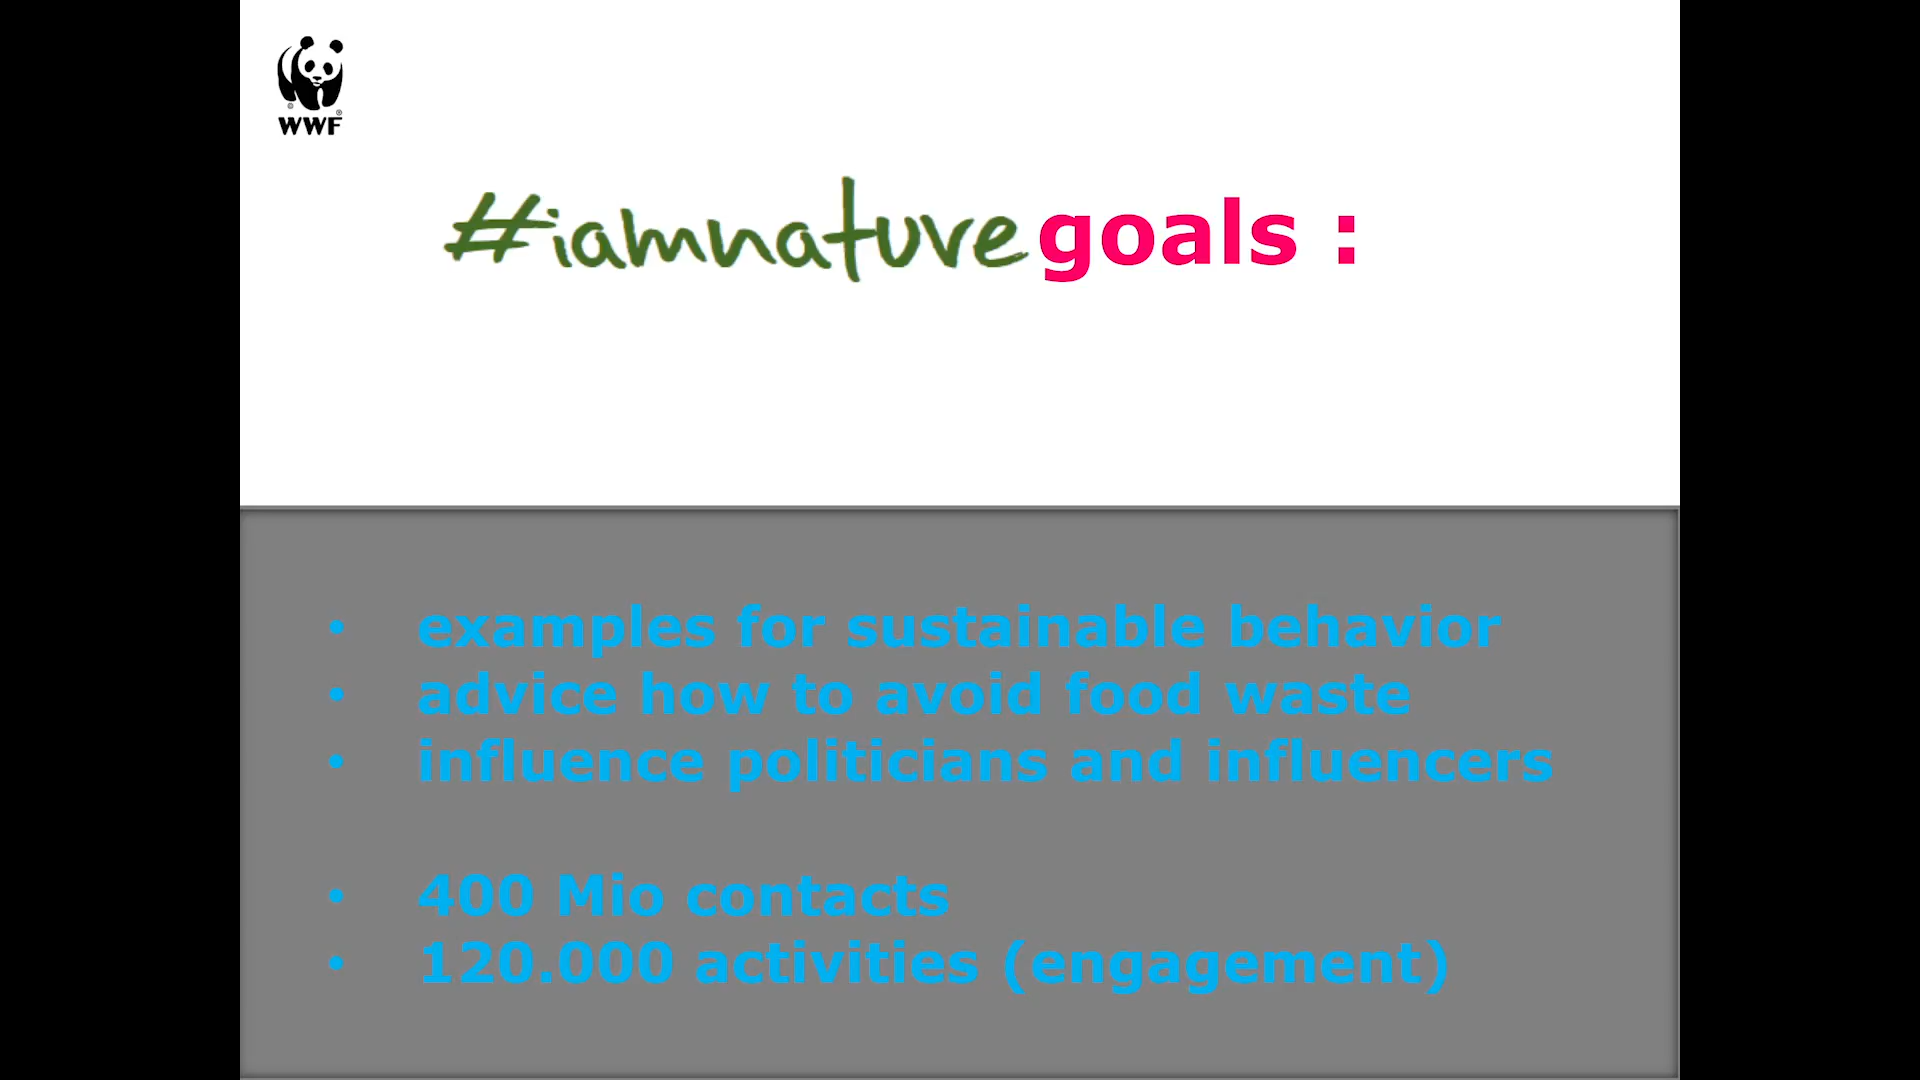 WWF
#iamnature goals :
• examples for sustainable behavior
• advice how to avoid food waste
• influence politicians and influencers
• 400 Mio contacts
• 120.000 activities (engagement)